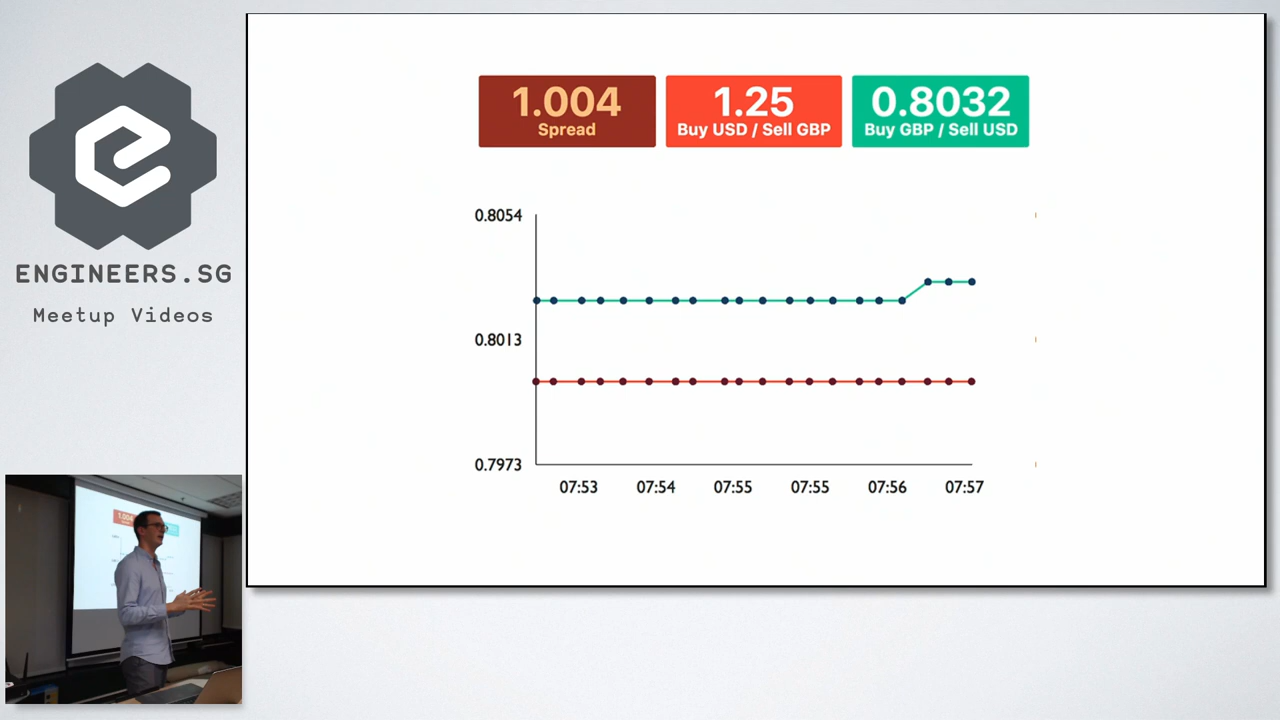 ENGINEERS.SG
Meetup Videos
1.004
Spread
1.25
Buy USD / Sell GBP
0.8032
Buy GBP / Sell USD
0.8054
0.8013
0.7973
07:53 07:54 07:55 07:55 07:56 07:57